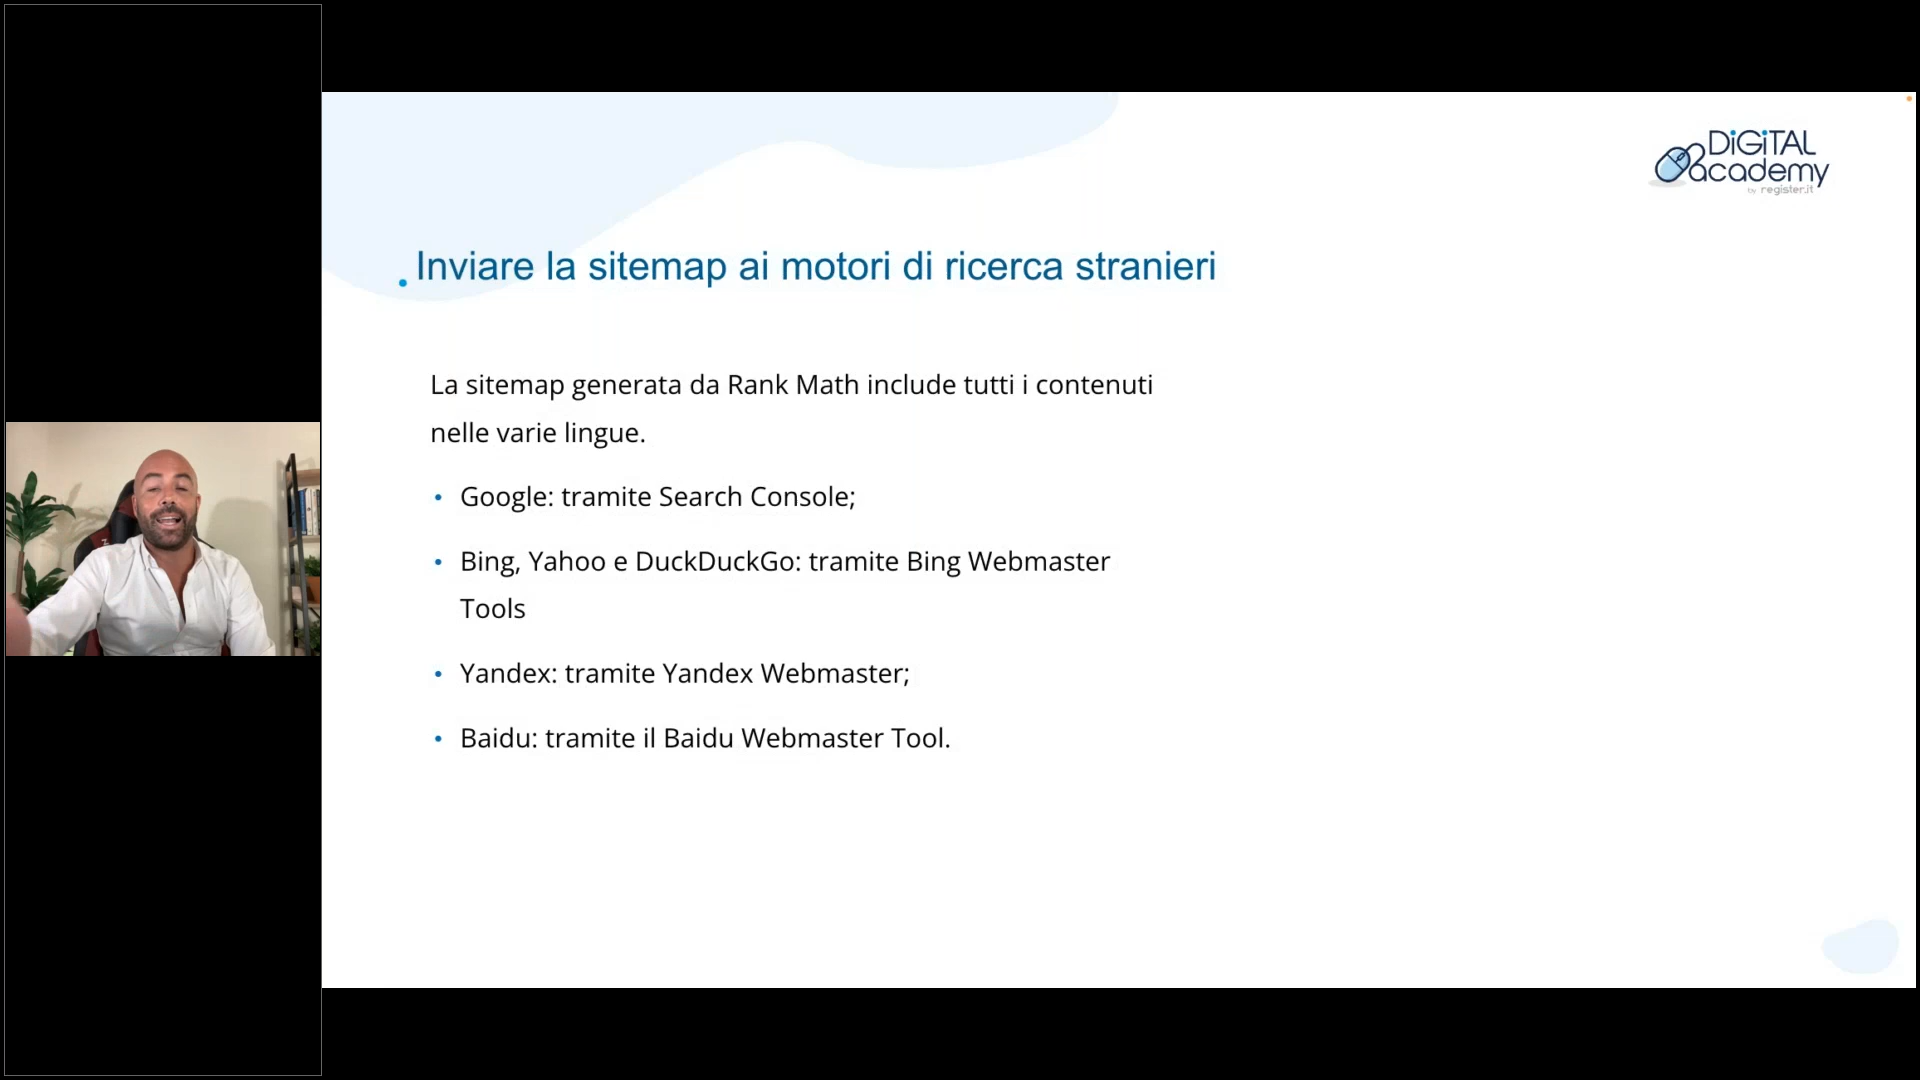 DiGiTAL
academy
by register.it
Inviare la sitemap ai motori di ricerca stranieri
La sitemap generata da Rank Math include tutti i contenuti
nelle varie lingue.
• Google: tramite Search Console;
• Bing, Yahoo e DuckDuckGo: tramite Bing Webmaster
Tools
• Yandex: tramite Yandex Webmaster;
• Baidu: tramite il Baidu Webmaster Tool.